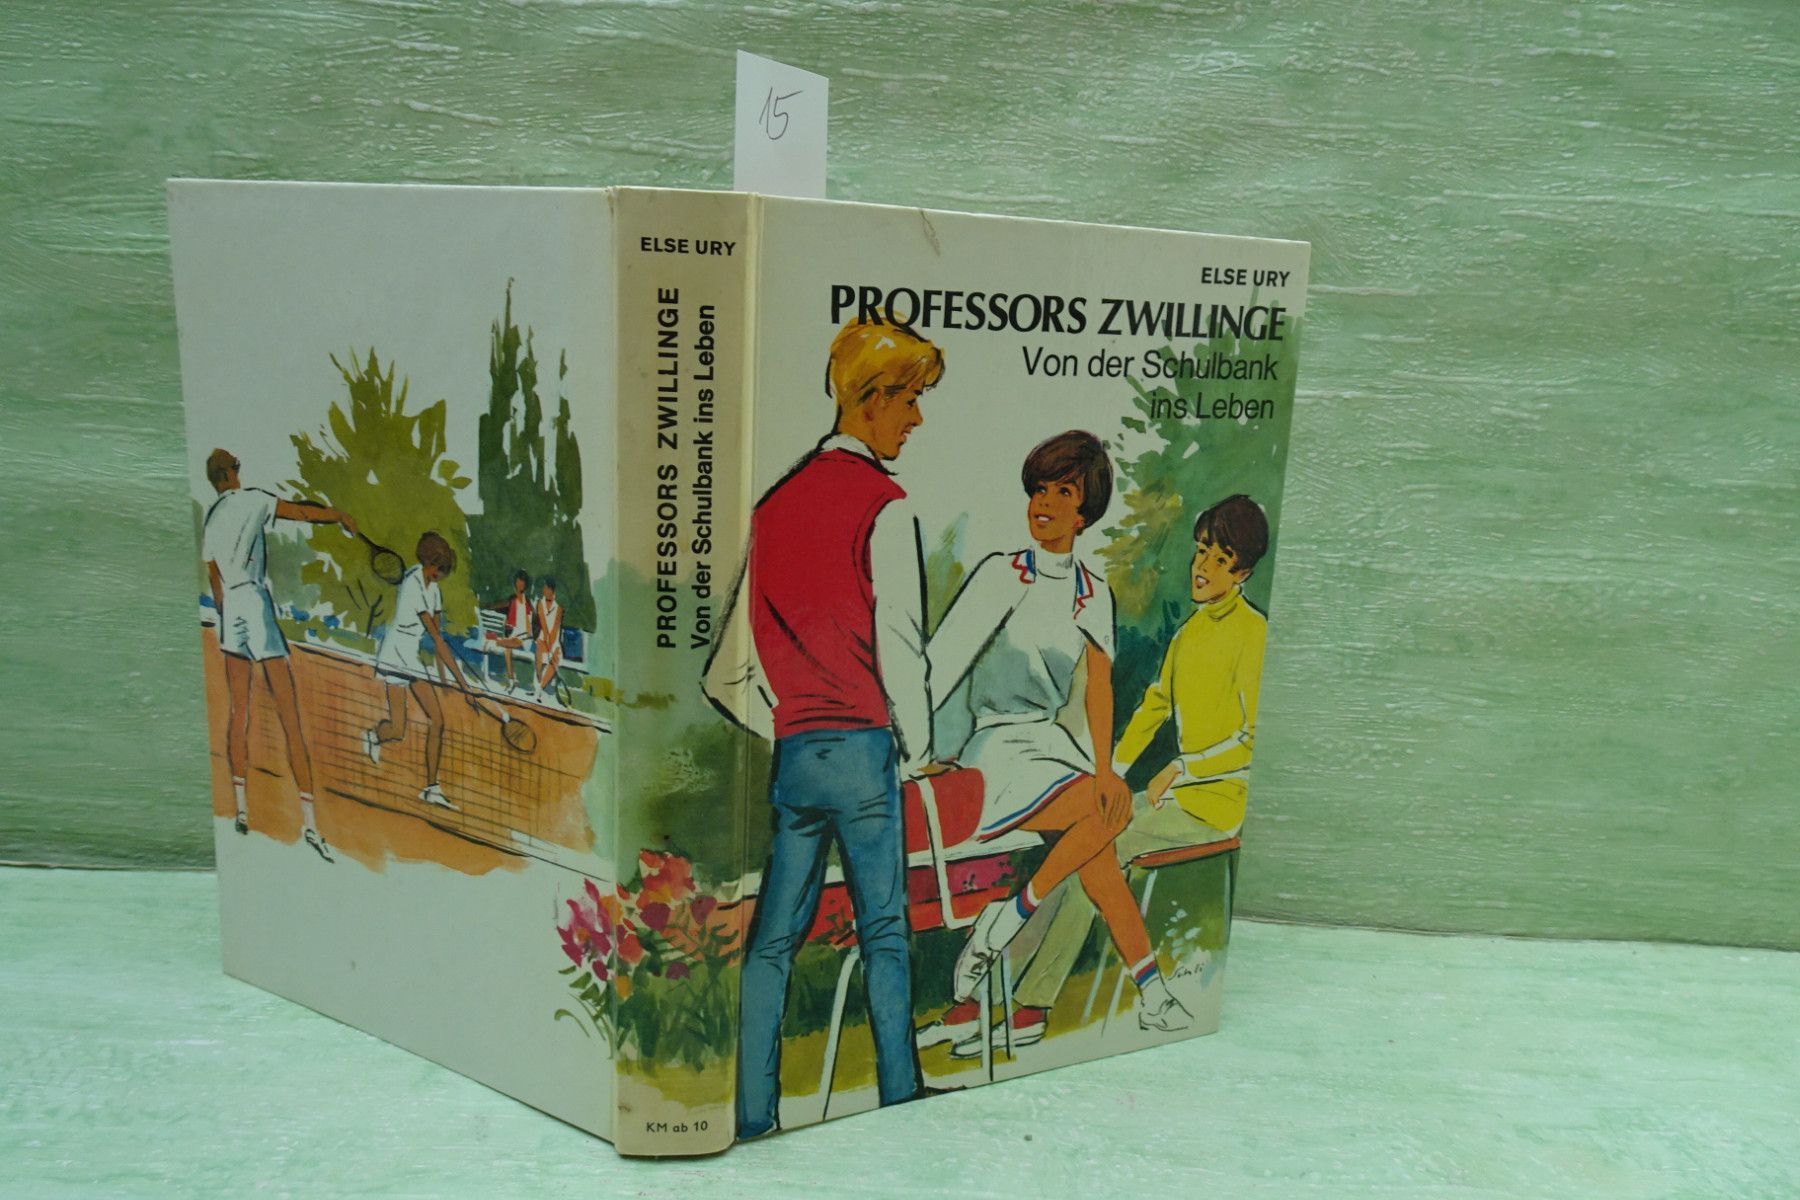 15
ELSE URY
PROFESSORS ZWILLINGE
Von der Schulbank ins Leben
KM ab 10
ELSE URY
PROFESSORS ZWILLINGE
Von der Schulbank
ins Leben